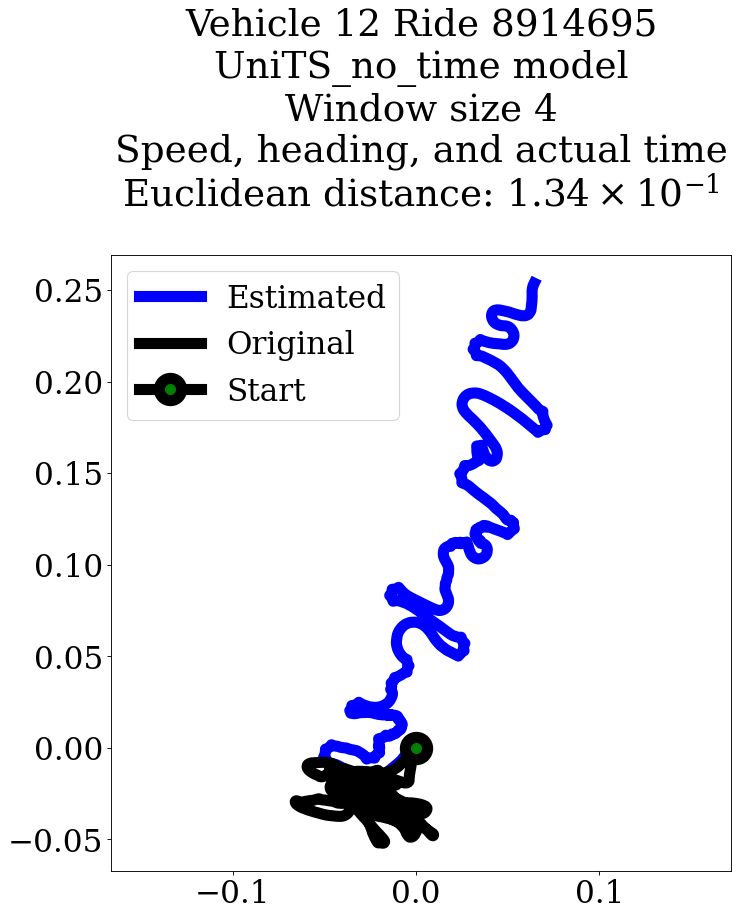 Vehicle 12 Ride 8914695
UniTS_no_time model
Window size 4
Speed, heading, and actual time
Euclidean distance: $1.34 \times 10^{-1}$
Estimated
Original
Start
0.25
0.20
0.15
0.10
0.05
0.00
−0.05
−0.1
0.0
0.1